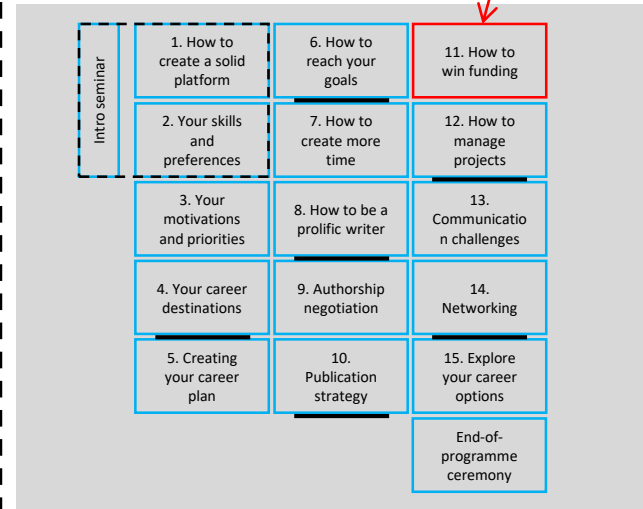 Intro seminar
1. How to
create a solid
platform
2. Your skills
and
preferences
3. Your
motivations
and priorities
4. Your career
destinations
5. Creating
your career
plan
6. How to
reach your
goals
7. How to
create more
time
8. How to be a
prolific writer
9. Authorship
negotiation
10.
Publication
strategy
11. How to
win funding
12. How to
manage
projects
13.
Communicatio
n challenges
14.
Networking
15. Explore
your career
options
End-of-
programme
ceremony